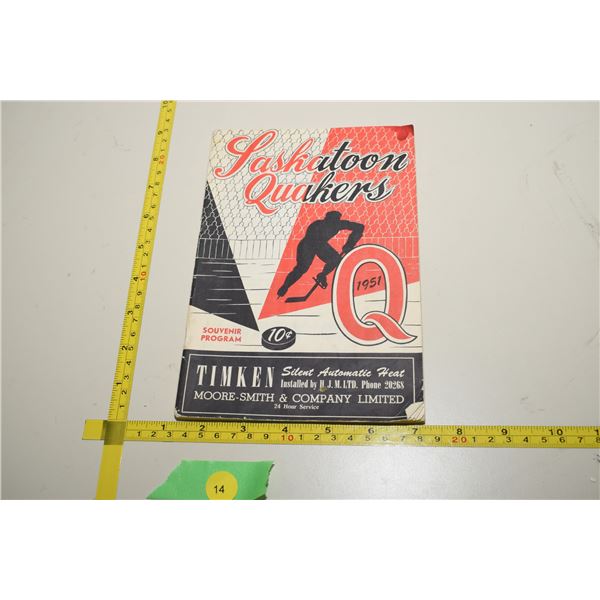 Saskatoon
Quakers
1951
Q
SOUVENIR
PROGRAM
10¢
TIMKEN Silent Automatic Heat
Installed by H. J. M. LTD. Phone 20268
MOORE-SMITH & COMPANY LIMITED
24 Hour Service
14